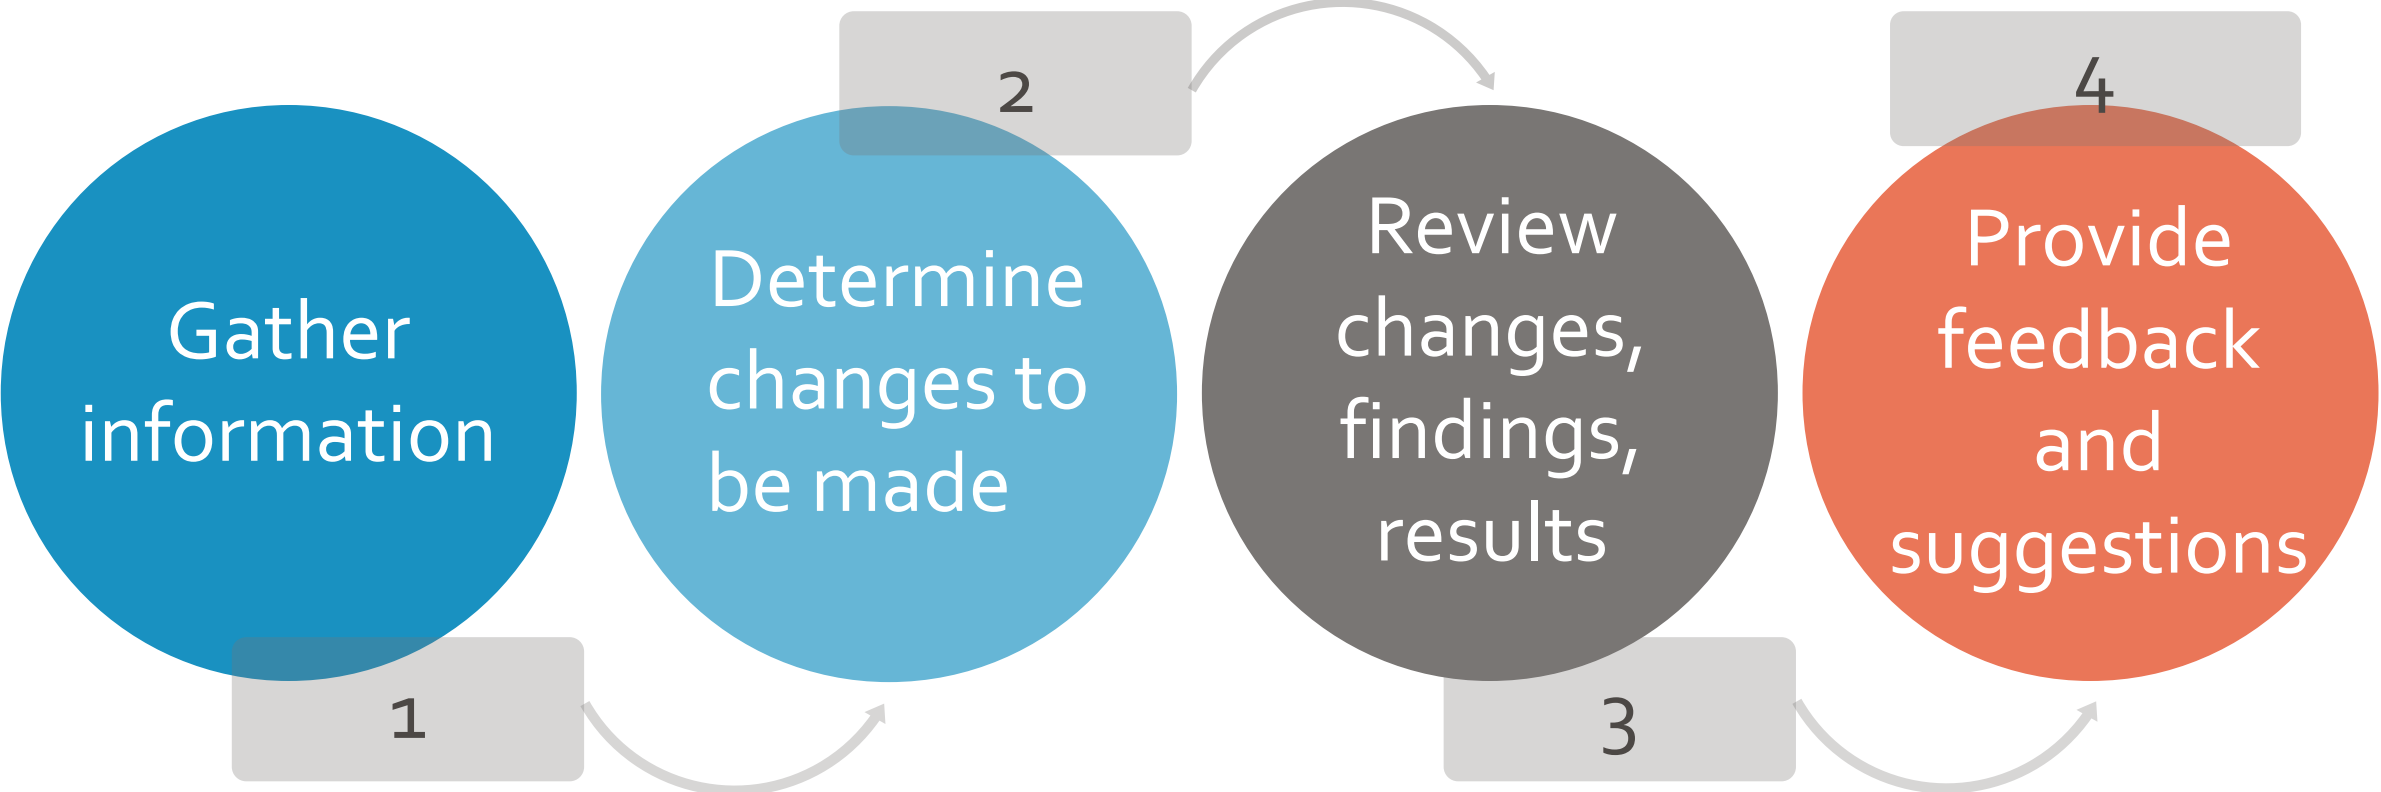 Gather
information
1
2
Determine
changes to
be made
Review
changes,
findings,
results
3
4
Provide
feedback
and
suggestions